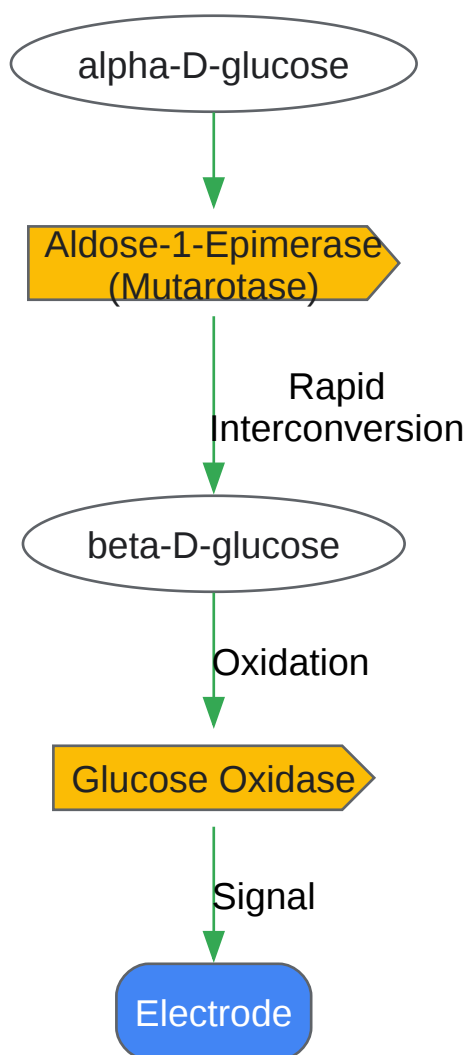 alpha-D-glucose
Aldose-1-Epimerase
(Mutarotase)
Rapid
Interconversion
beta-D-glucose
Oxidation
Glucose Oxidase
Signal
Electrode